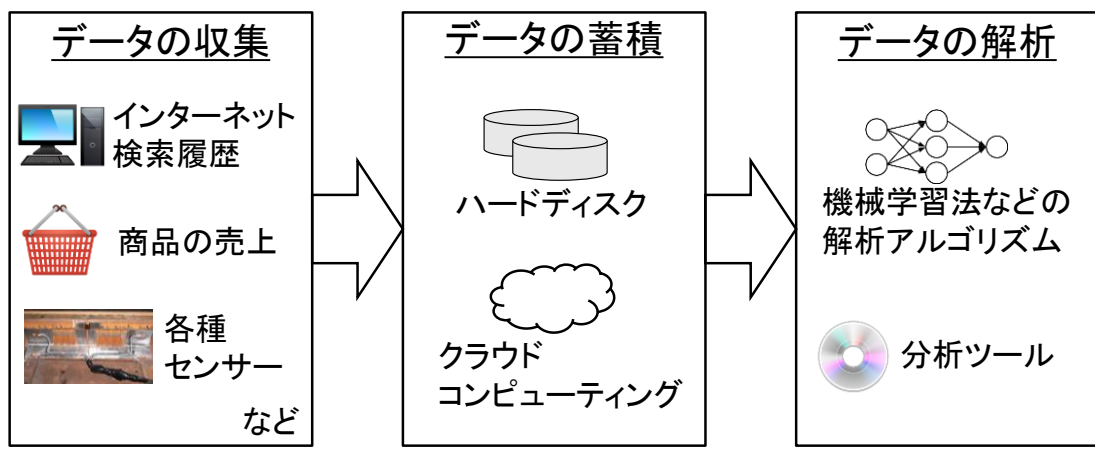 データの収集
インターネット
検索履歴
商品の売上
各種
センサー
など
データの蓄積
ハードディスク
クラウド
コンピューティング
データの解析
機械学習法などの
解析アルゴリズム
分析ツール